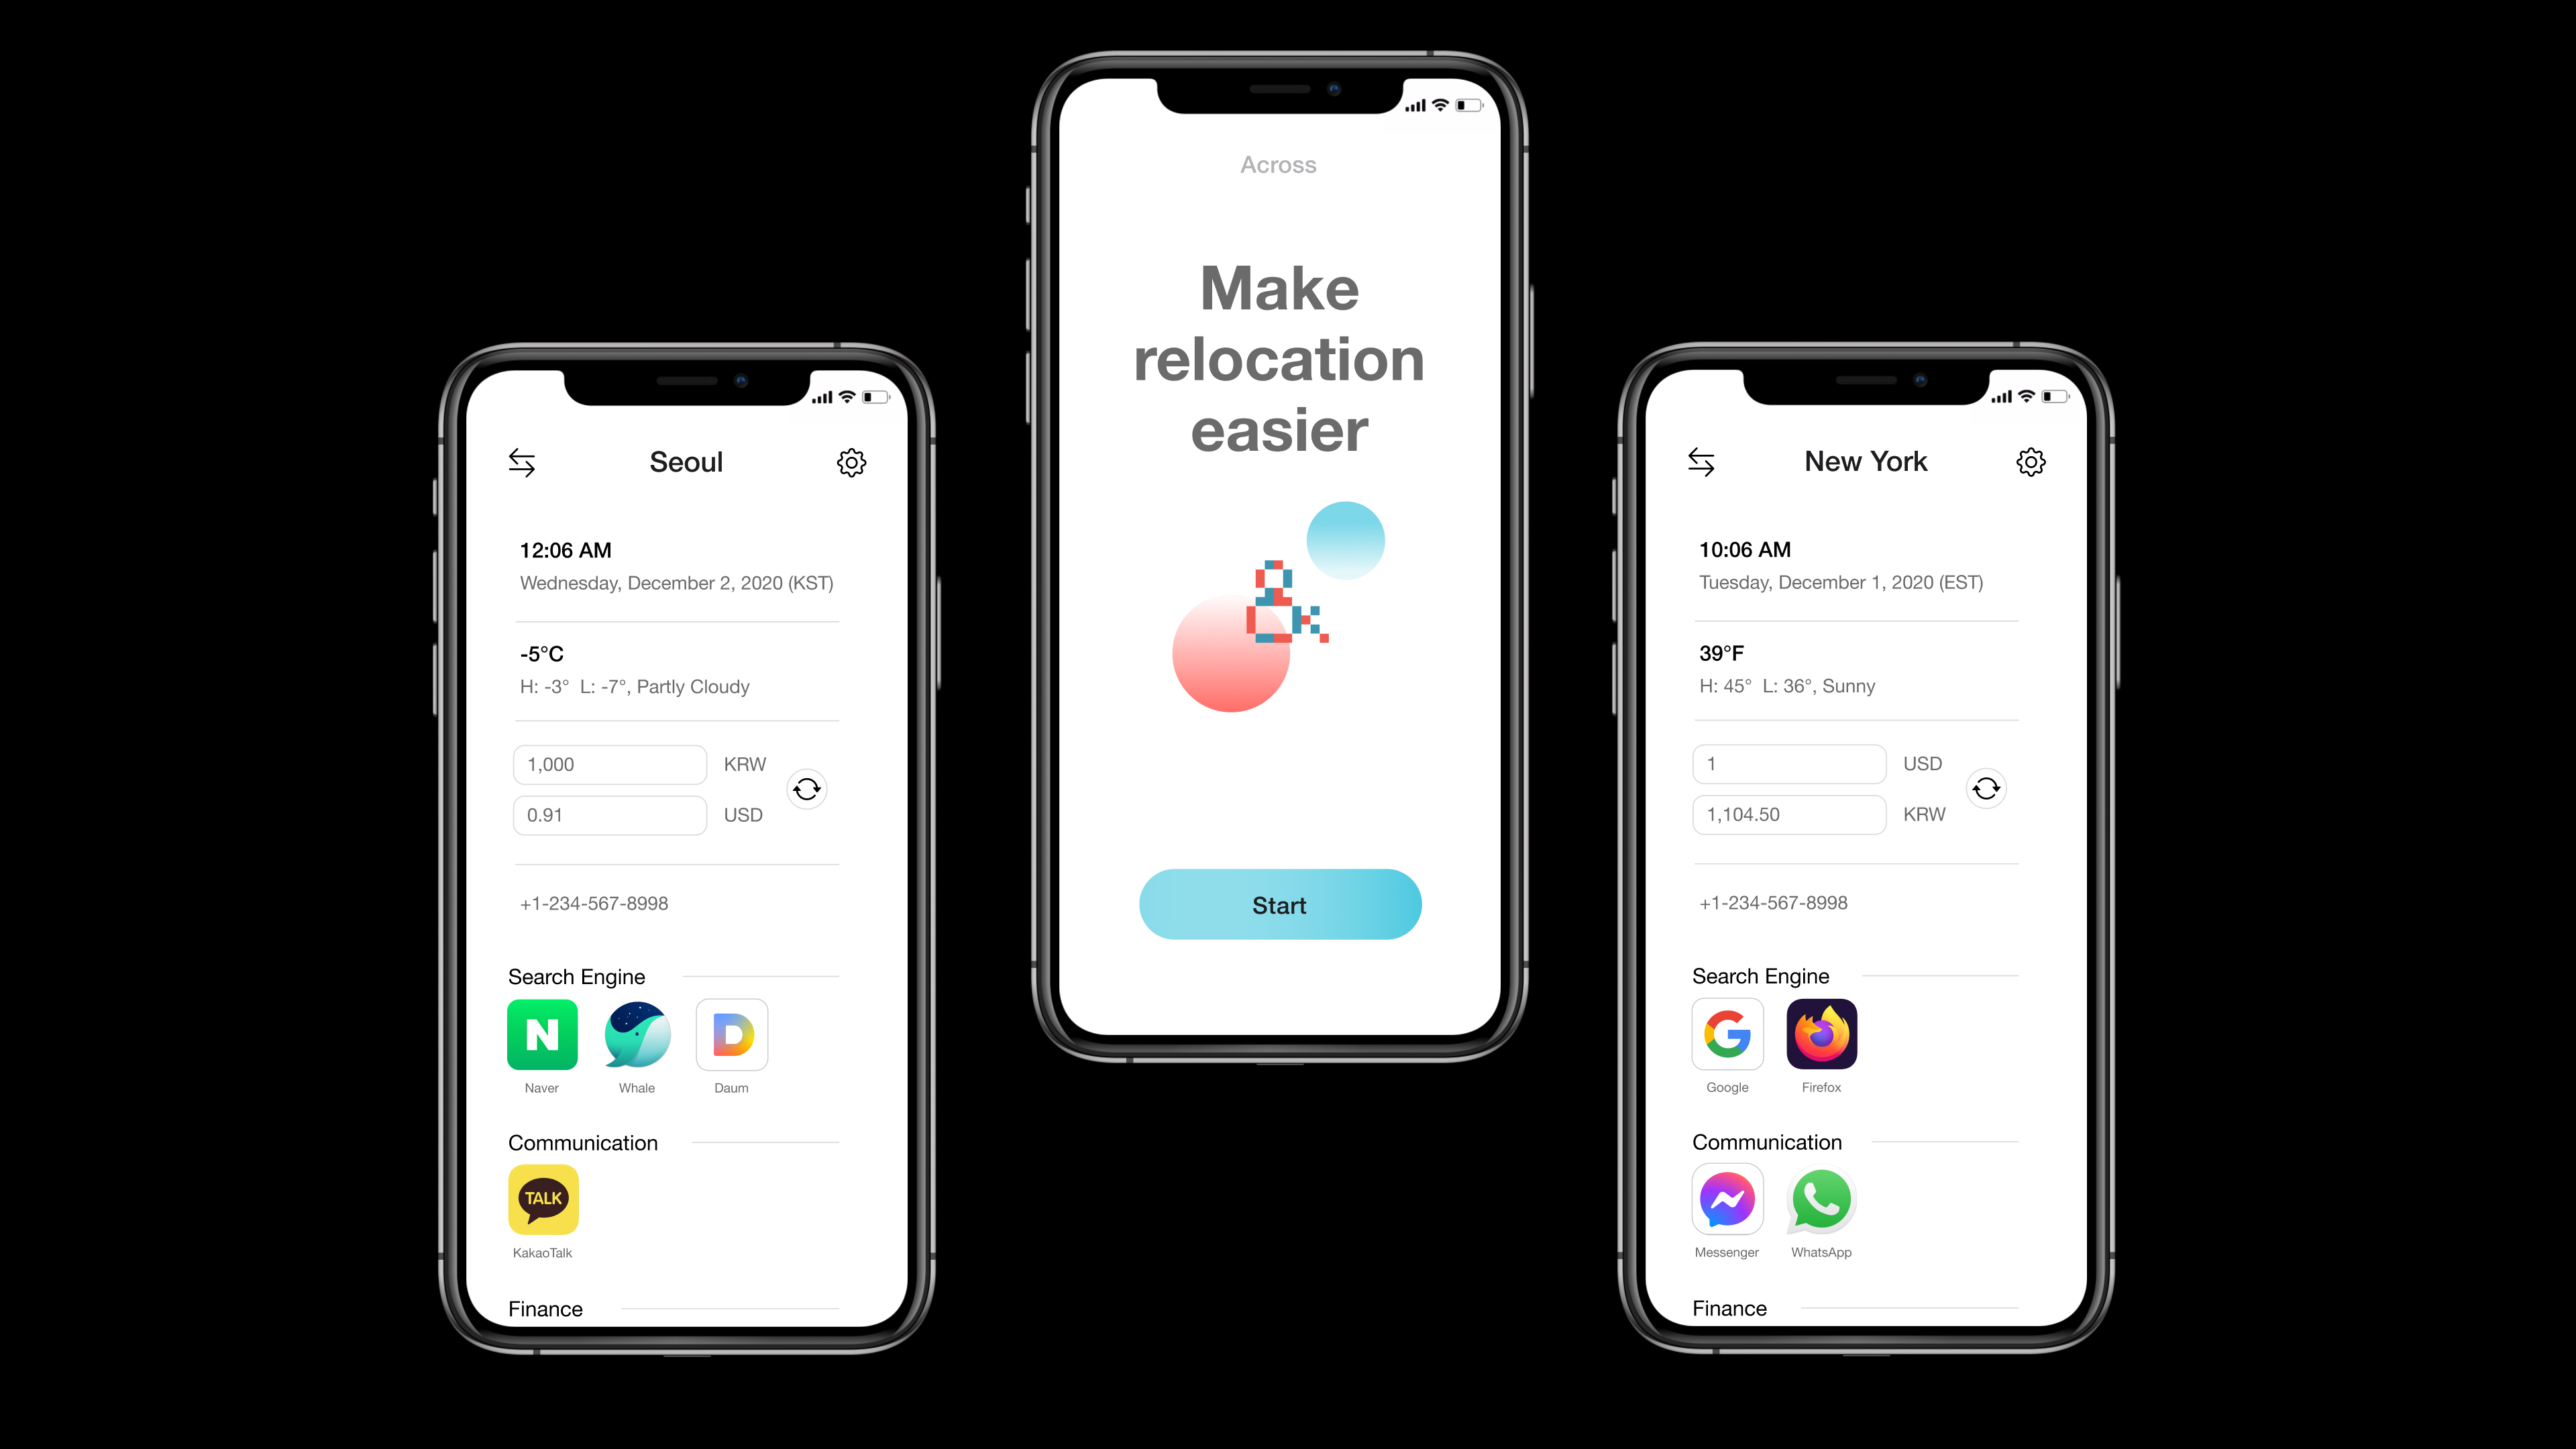 Across
Make
relocation
easier
&
Start
Seoul
12:06 AM
Wednesday, December 2, 2020 (KST)
-5°C
H: -3° L: -7°, Partly Cloudy
1,000 KRW
0.91 USD
+1-234-567-8998
Search Engine
N D
Naver Whale Daum
Communication
TALK
KakaoTalk
Finance
New York
10:06 AM
Tuesday, December 1, 2020 (EST)
39°F
H: 45° L: 36°, Sunny
1 USD
1,104.50 KRW
+1-234-567-8998
Search Engine
G
Google Firefox
Communication
Messenger WhatsApp
Finance